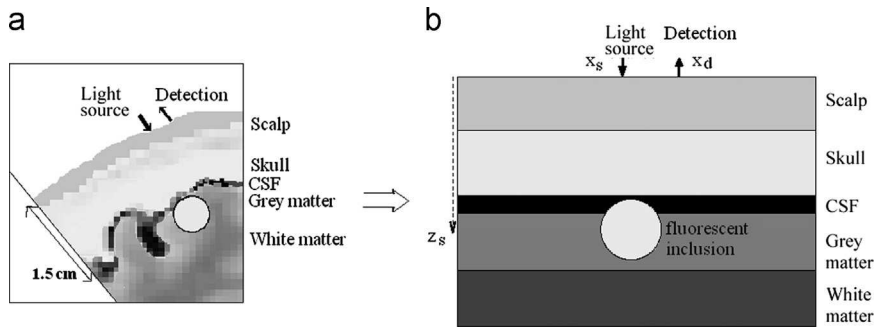 a
Light
source
Detection
Scalp
Skull
CSF
Grey matter
White matter
1.5 cm
b
Light
source
Detection
xs
xd
Scalp
Skull
CSF
zs
fluorescent
inclusion
Grey
matter
White
matter